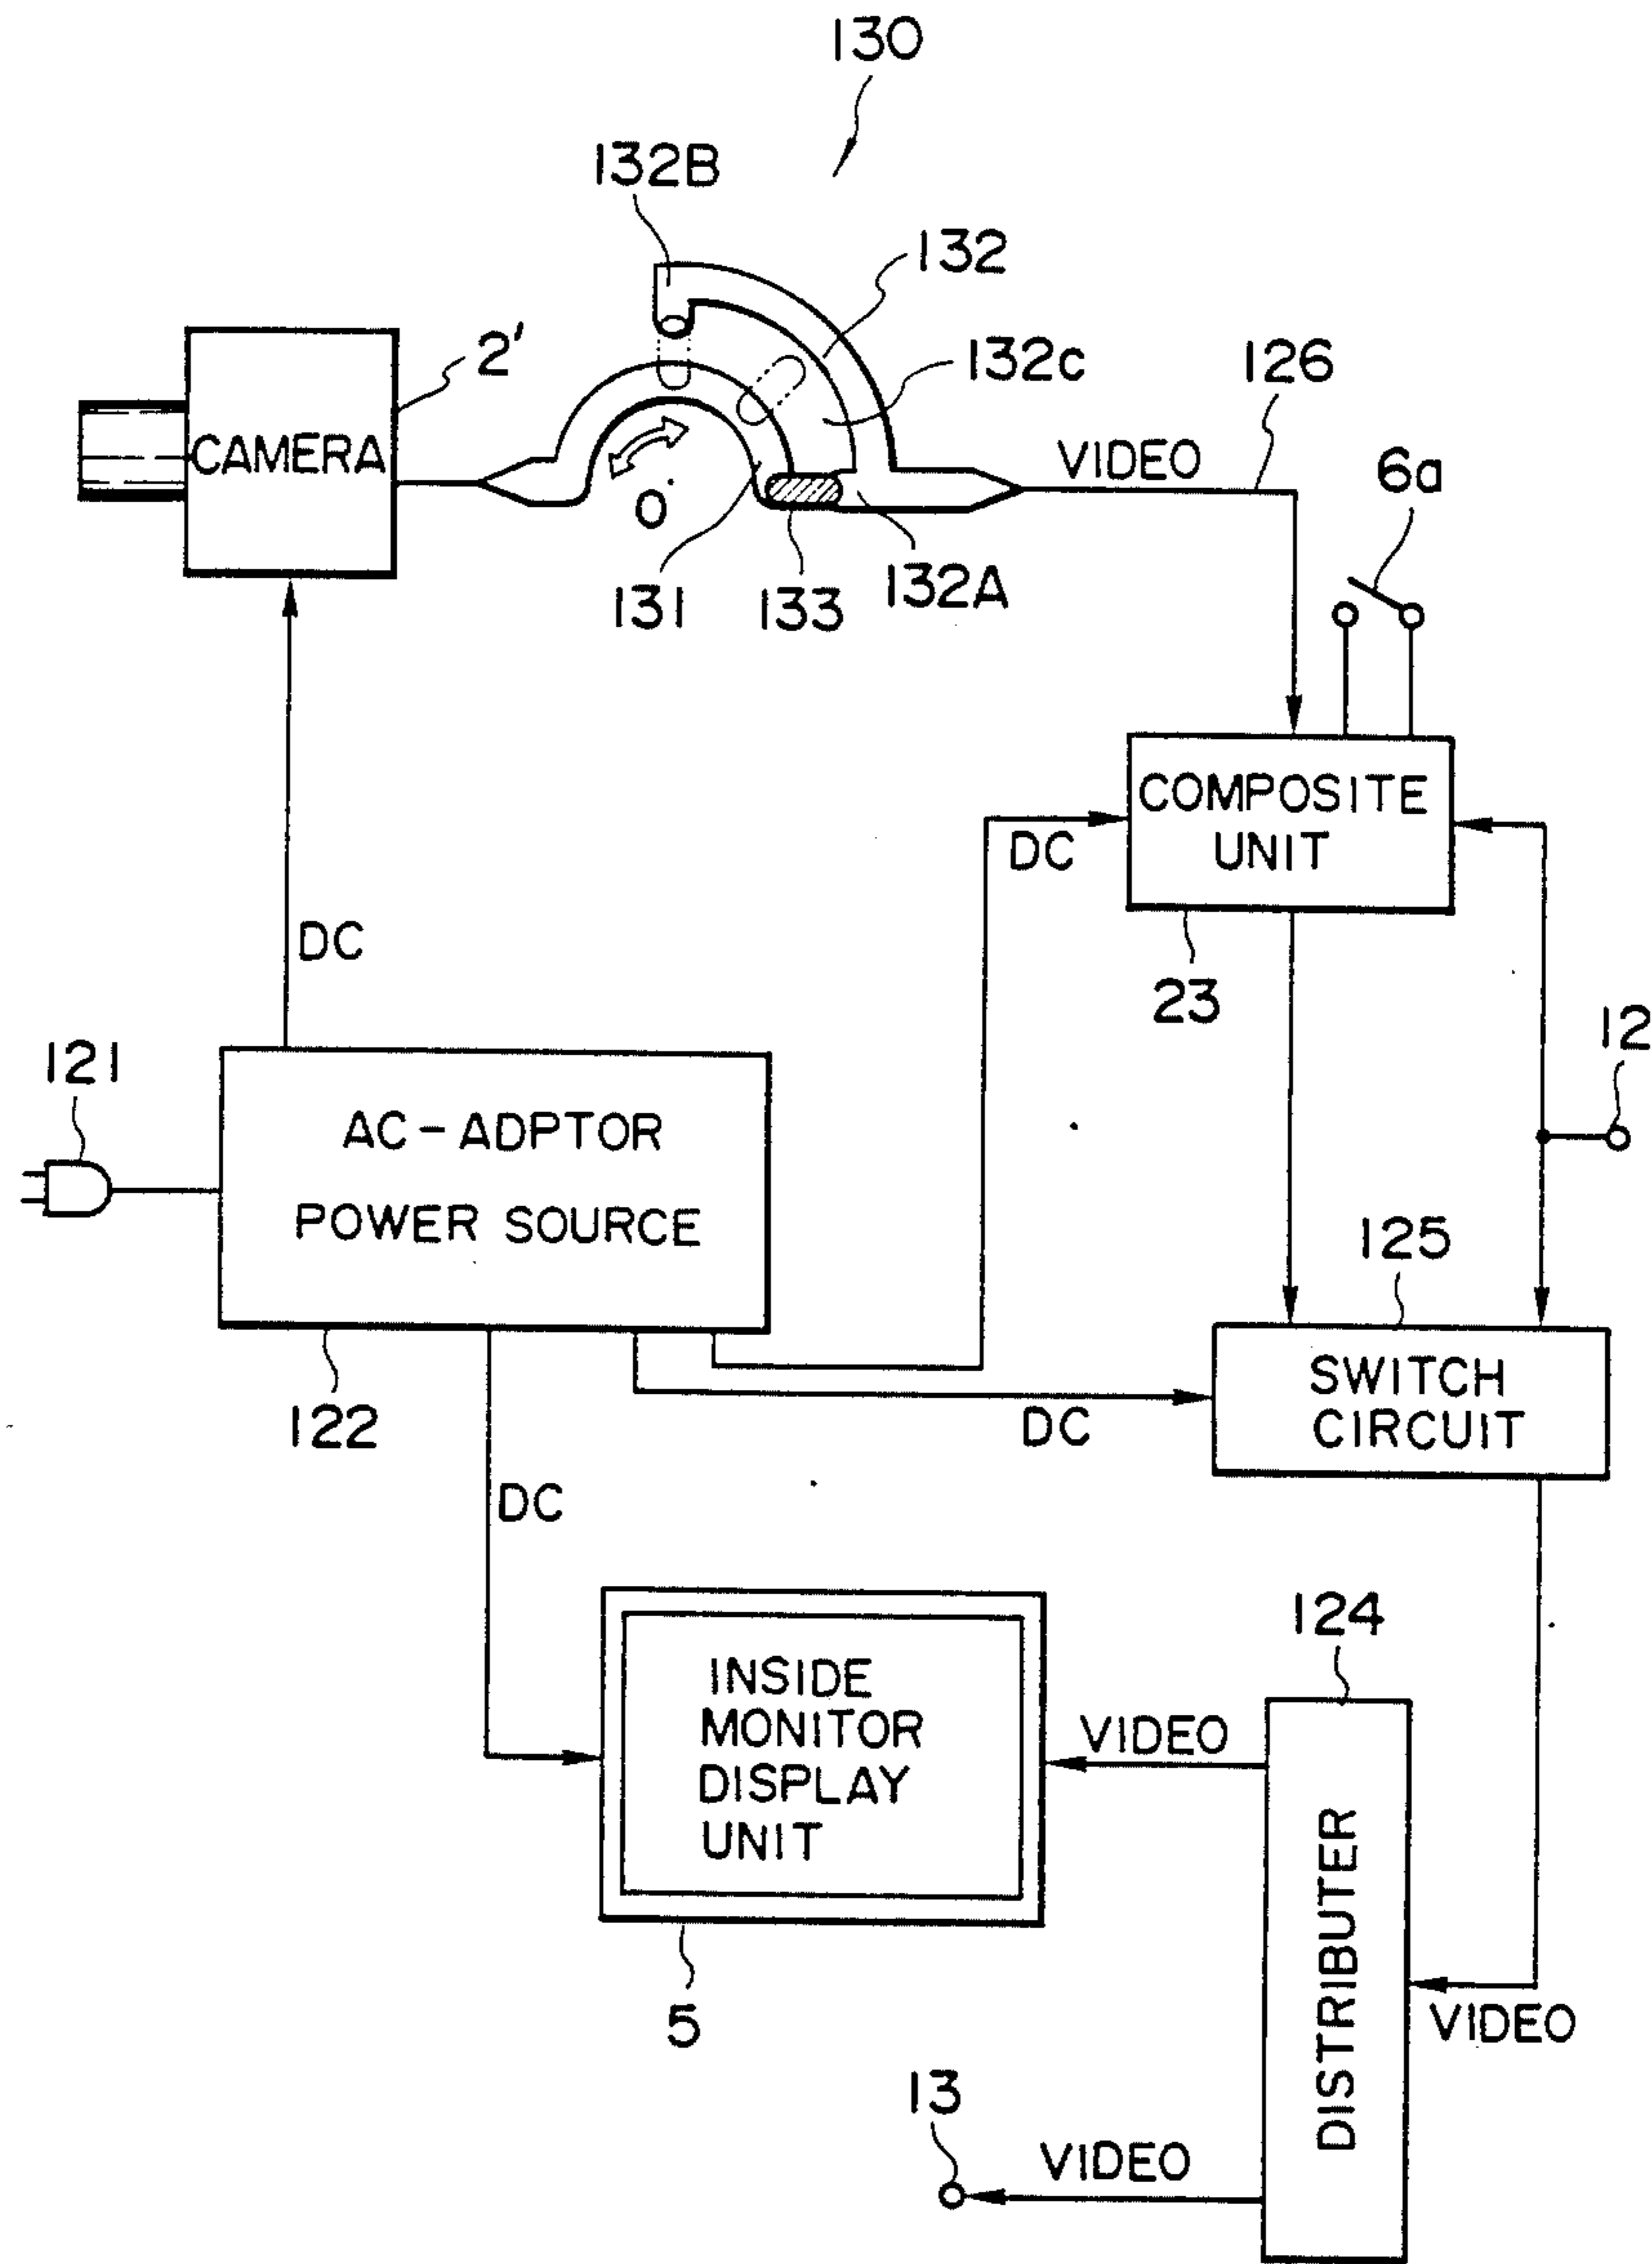 130
132B
132
132c
2'
126
CAMERA
VIDEO
6a
O
131
133
132A
COMPOSITE
UNIT
DC
DC
23
12
121
AC-ADPTOR
POWER SOURCE
125
122
SWITCH
CIRCUIT
DC
DC
124
INSIDE
MONITOR
DISPLAY
UNIT
VIDEO
DISTRIBUTER
5
VIDEO
13
VIDEO